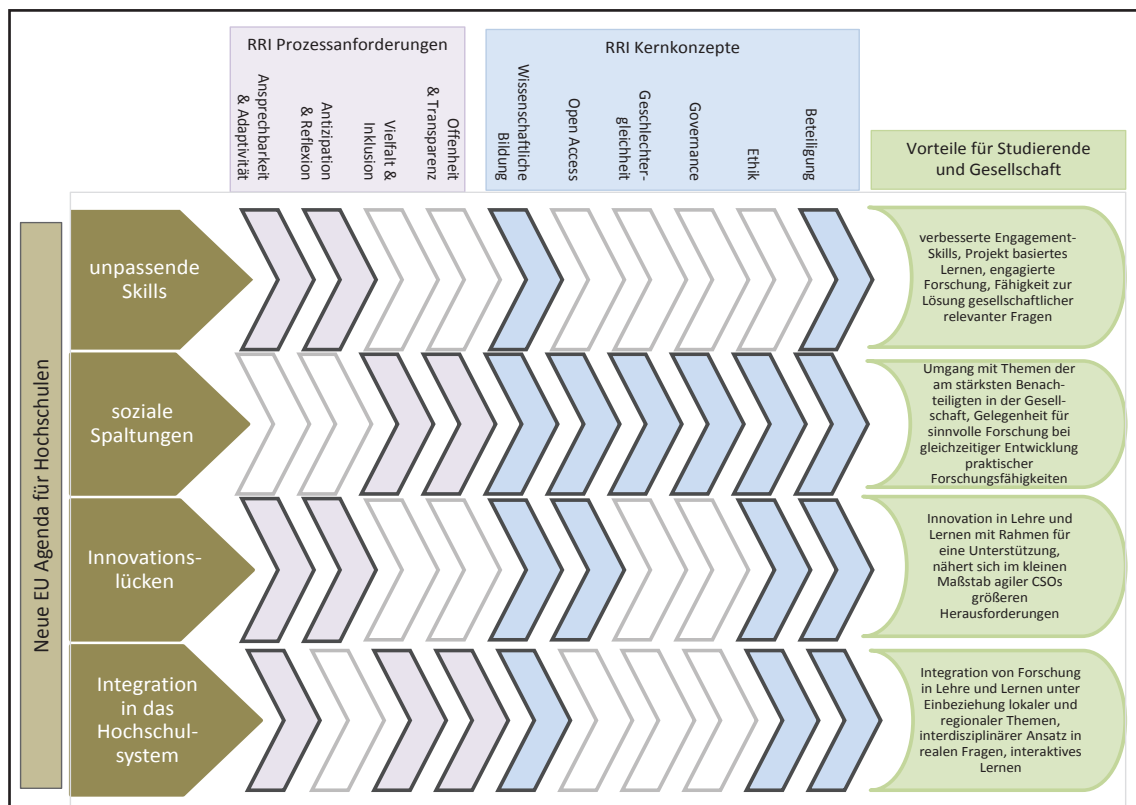 RRI Prozessanforderungen
RRI Kernkonzepte
Ansprechbarkeit
& Adaptivität
Antizipation
& Reflexion
Vielfalt &
Inklusion
Offenheit
& Transparenz
Wissenschaftliche
Bildung
Open Access
Geschlechter-
gleichheit
Governance
Ethik
Beteiligung
Vorteile für Studierende
und Gesellschaft
Neue EU Agenda für Hochschulen
unpassende
Skills
verbesserte Engagement-
Skills, Projekt basiertes
Lernen, engagierte
Forschung, Fähigkeit zur
Lösung gesellschaftlicher
relevanter Fragen
soziale
Spaltungen
Umgang mit Themen der
am stärksten Benach-
teiligten in der Gesell-
schaft, Gelegenheit für
sinnvolle Forschung bei
gleichzeitiger Entwicklung
praktischer
Forschungsfähigkeiten
Innovations-
lücken
Innovation in Lehre und
Lernen mit Rahmen für
eine Unterstützung,
nähert sich im kleinen
Maßstab agiler CSOs
größeren
Herausforderungen
Integration
in das
Hochschul-
system
Integration von Forschung
in Lehre und Lernen unter
Einbeziehung lokaler und
regionaler Themen,
interdisziplinärer Ansatz in
realen Fragen, interaktives
Lernen